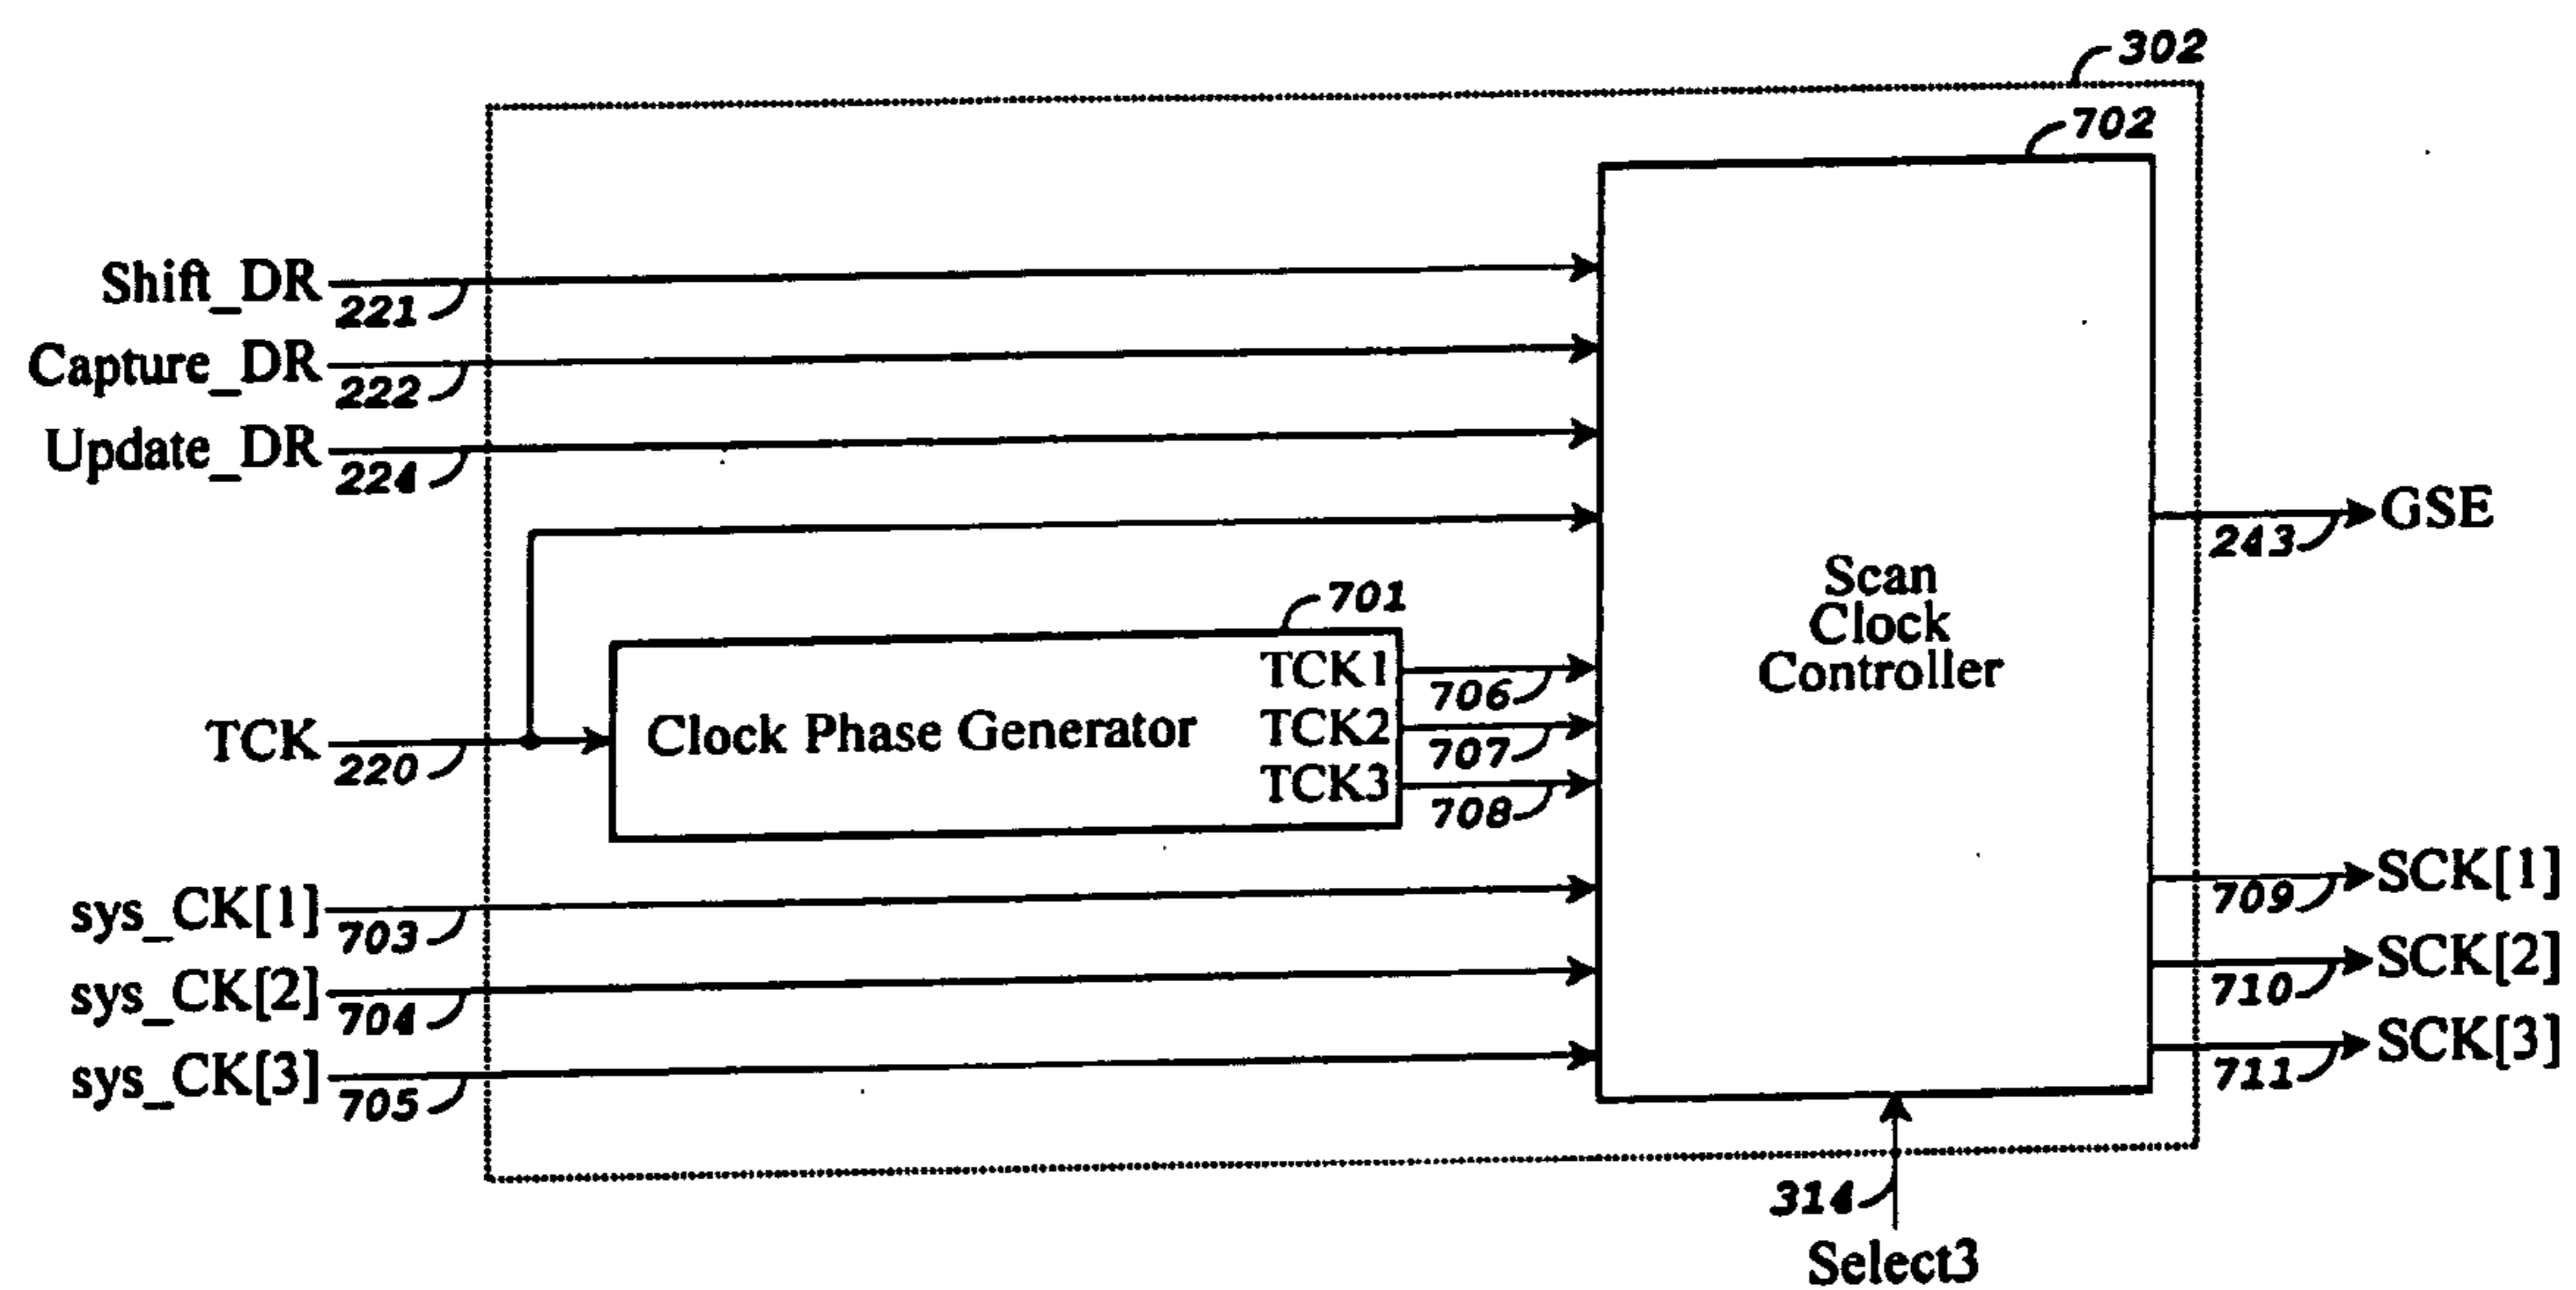 302
702
Shift_DR
221
Capture_DR
222
Update_DR
224
GSE
243
Scan
Clock
Controller
701
TCK1
706
Clock Phase Generator
TCK2
707
TCK3
708
TCK
220
sys_CK[1]
703
SCK[1]
709
sys_CK[2]
704
SCK[2]
710
sys_CK[3]
705
SCK[3]
711
314
Select3